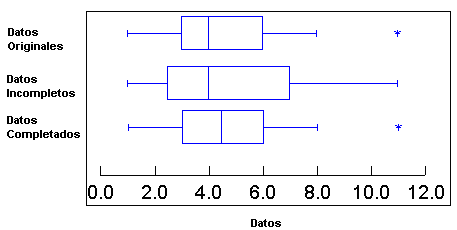 Datos
Originales
Datos
Incompletos
Datos
Completados
0.0 2.0 4.0 6.0 8.0 10.0 12.0
Datos